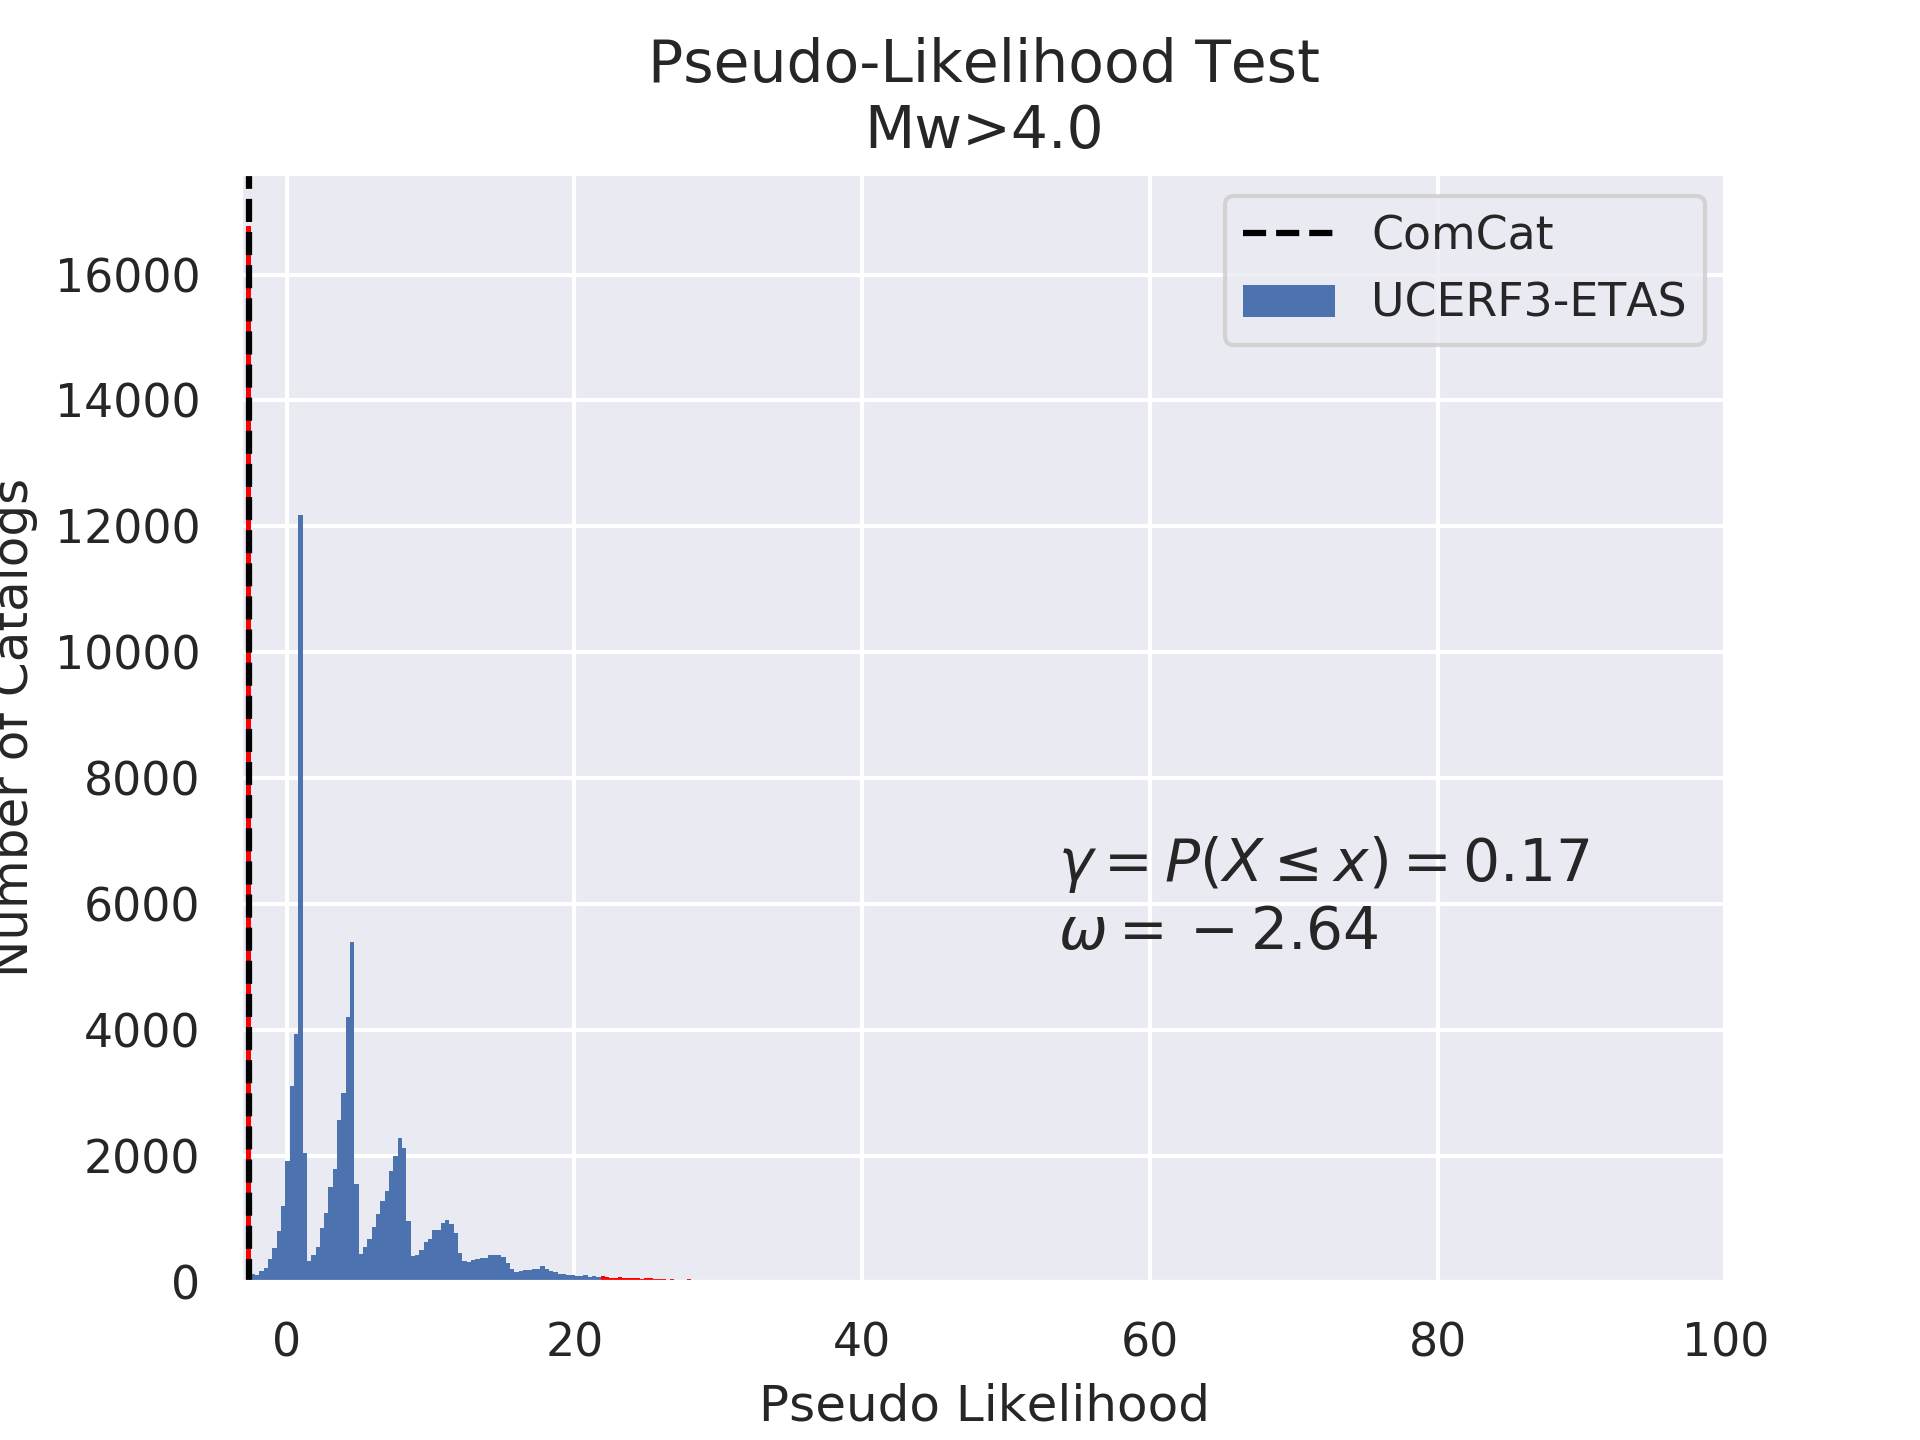 Pseudo-Likelihood Test
Mw>4.0
ComCat
UCERF3-ETAS
16000
14000
12000
10000
8000
6000
4000
2000
0
Number of Catalogs
γ = P(X ≤ x) = 0.17
ω = − 2.64
0 20 40 60 80 100
Pseudo Likelihood